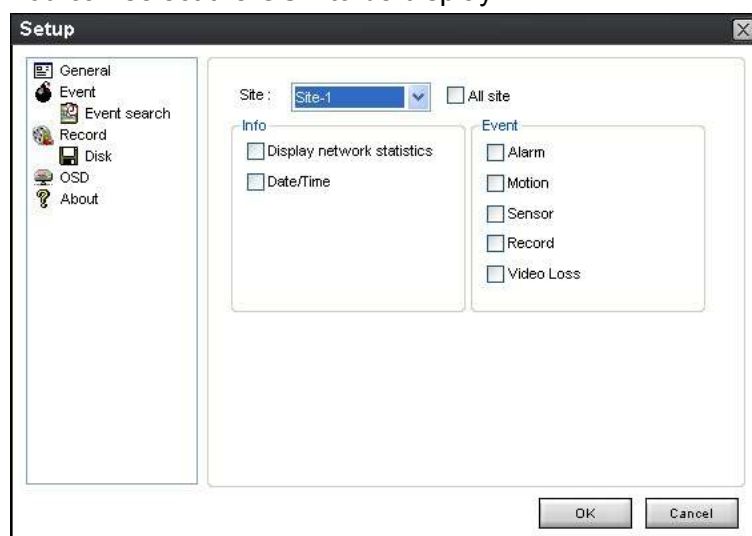 Setup
General
Event
Event search
Record
Disk
OSD
About
Site : Site-1 All site
Info
Display network statistics
Date/Time
Event
Alarm
Motion
Sensor
Record
Video Loss
OK Cancel